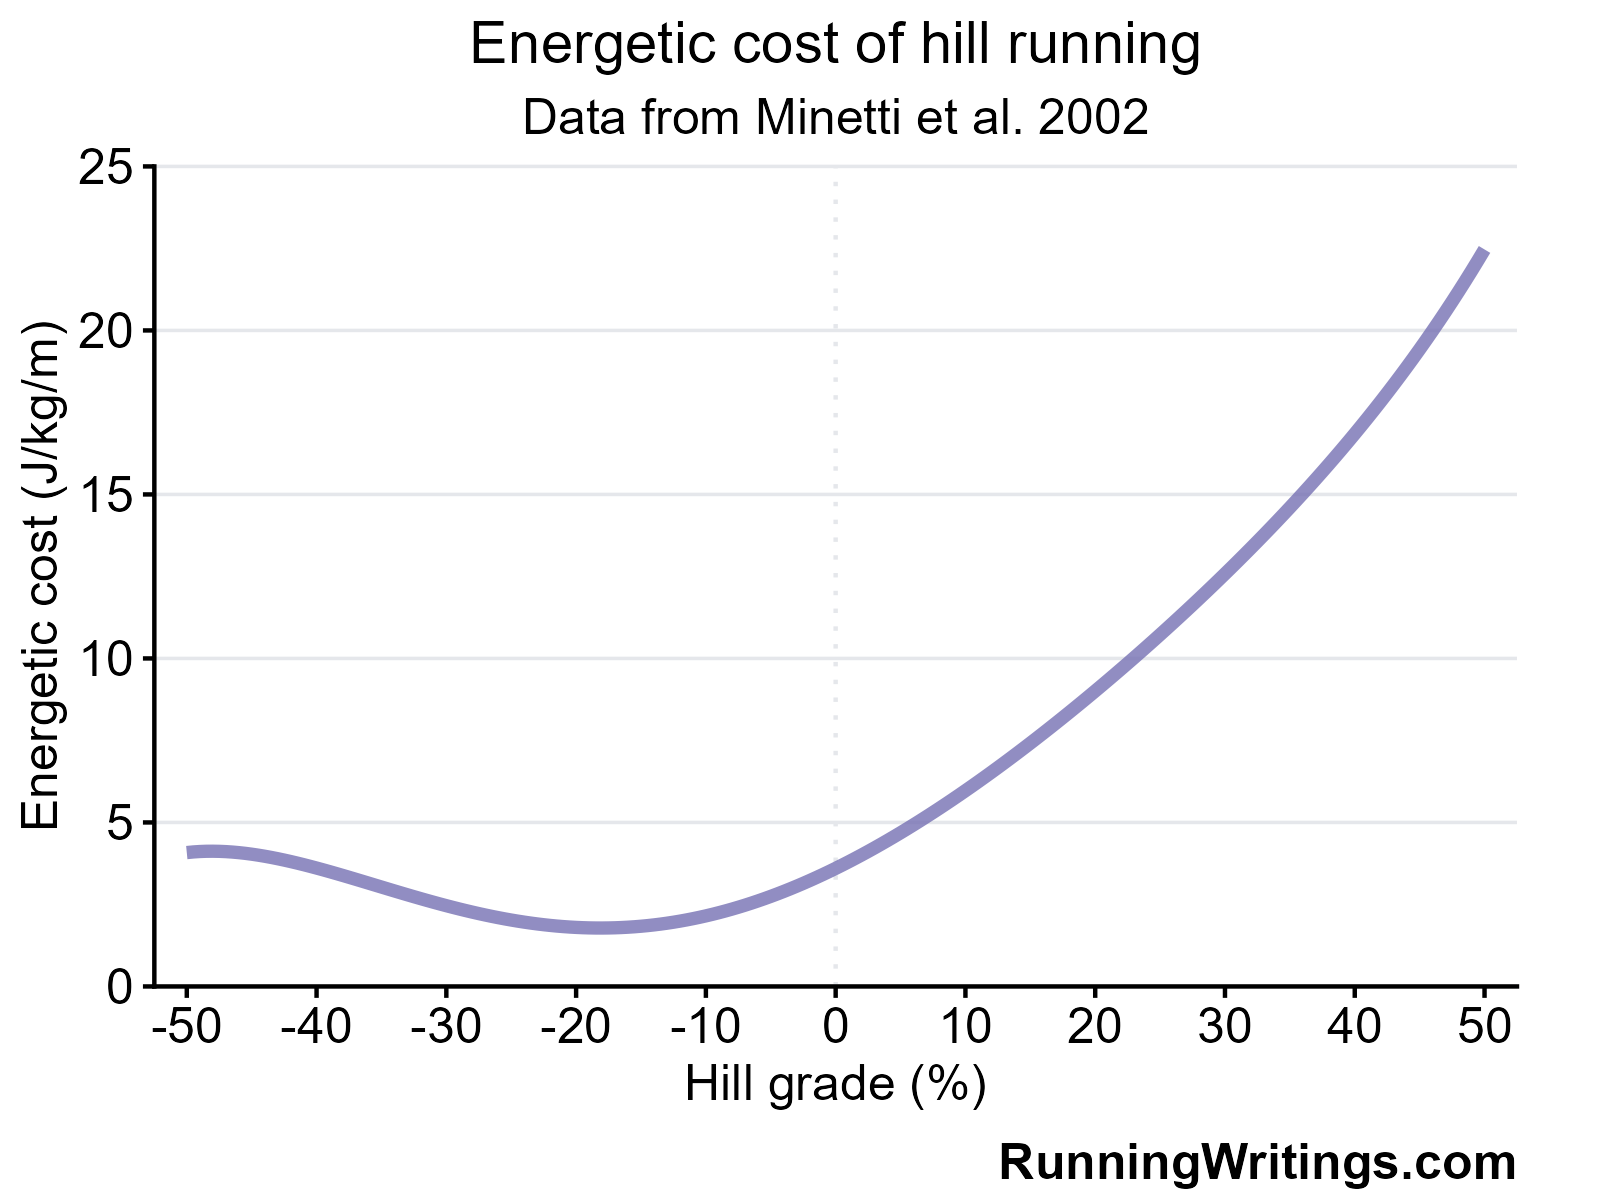 Energetic cost of hill running
Data from Minetti et al. 2002
Energetic cost (J/kg/m)
25
20
15
10
5
0
-50 -40 -30 -20 -10 0 10 20 30 40 50
Hill grade (%)
RunningWritings.com